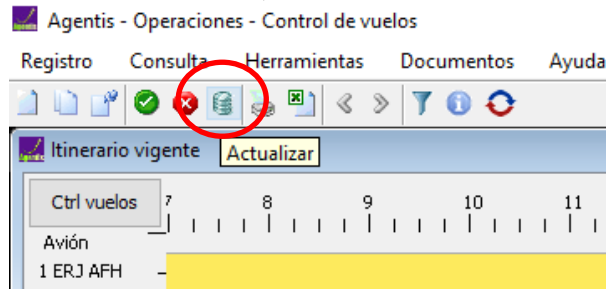 Agentis - Operaciones - Control de vuelos
Registro Consulta Herramientas Documentos Ayuda
Agentis Itinerario vigente Actualizar
Ctrl vuelos 7 8 9 10 11
Avión
1 ERJ AFH